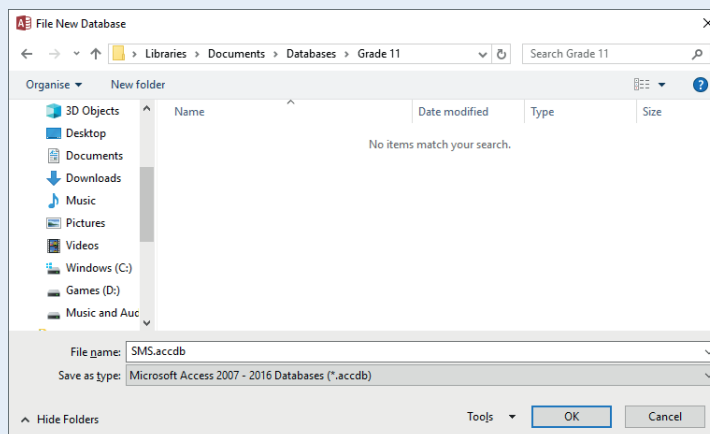 File New Database
Libraries > Documents > Databases > Grade 11
Search Grade 11
Organise
New folder
Name
Date modified
Type
Size
No items match your search.
3D Objects
Desktop
Documents
Downloads
Music
Pictures
Videos
Windows (C:)
Games (D:)
Music and Auc
File name: SMS.accdb
Save as type: Microsoft Access 2007 - 2016 Databases (*.accdb)
Hide Folders
Tools
OK
Cancel